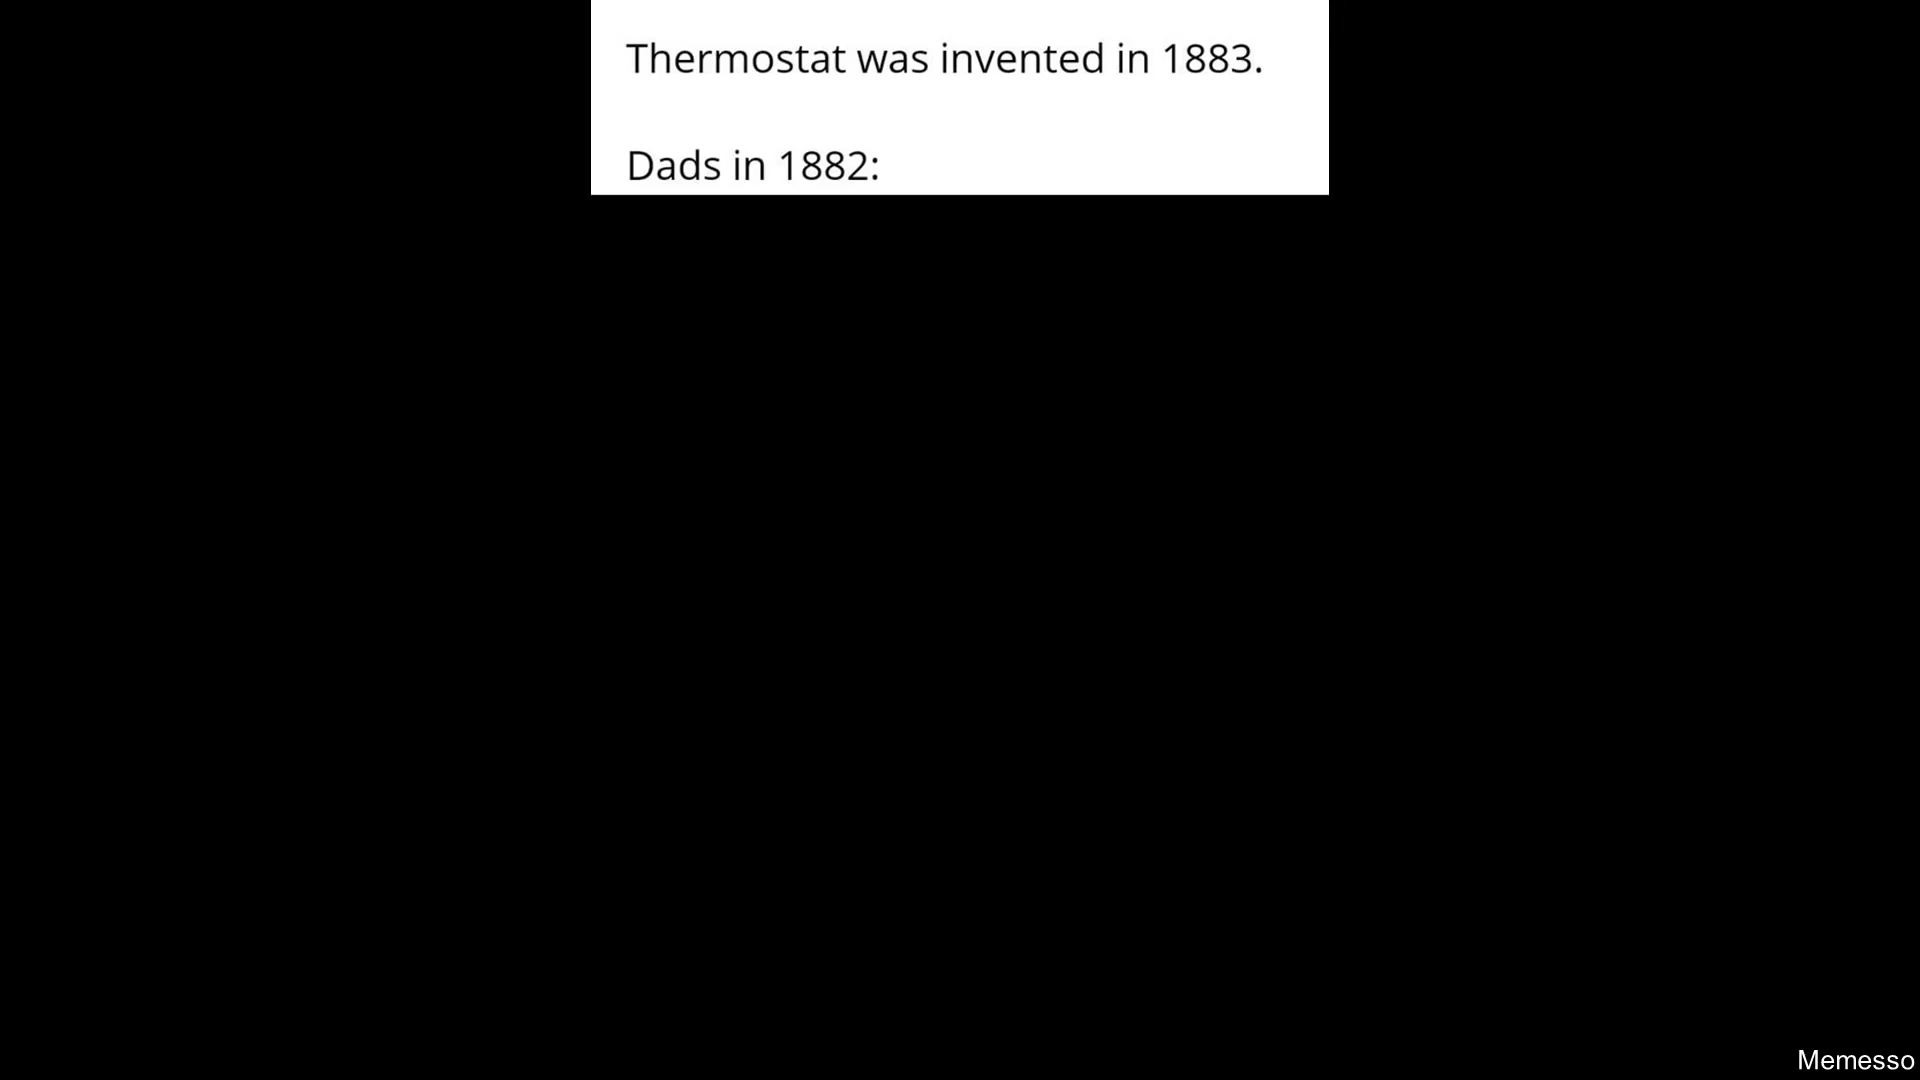 Thermostat was invented in 1883.
Dads in 1882:
Memesso